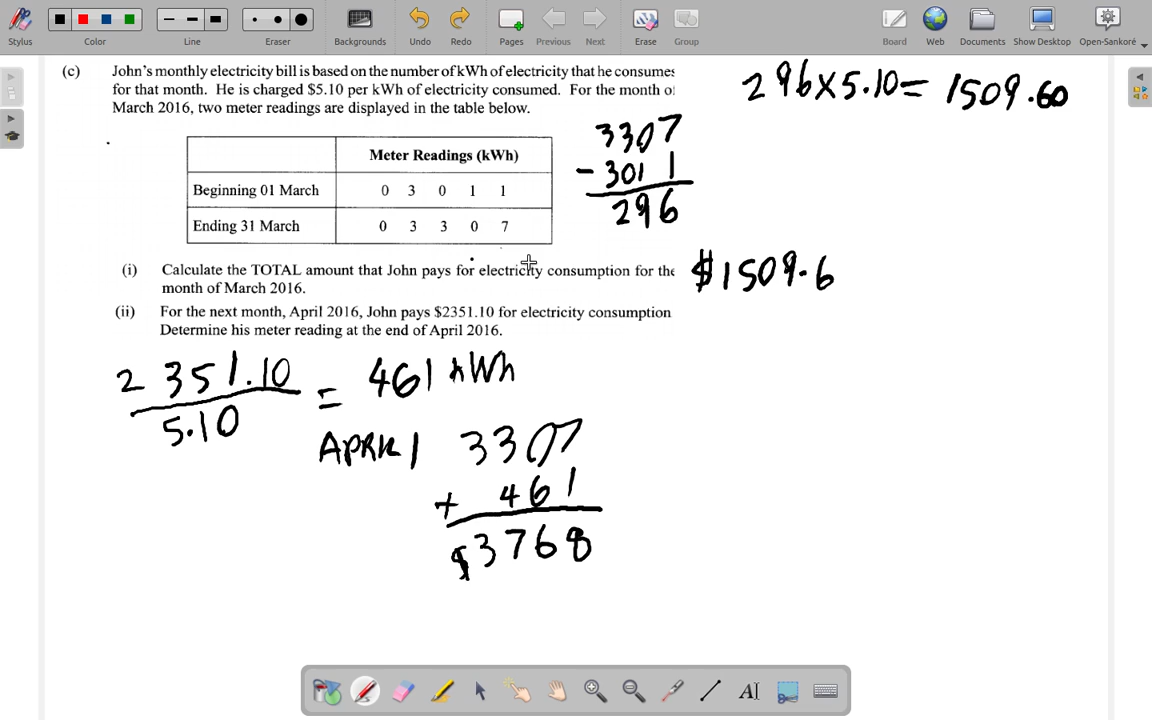 Stylus
Color
Line
Eraser
Backgrounds
Undo
Redo
Pages
Previous
Next
Erase
Group
Board
Web
Documents
Show Desktop
Open-Sankoré
(c) John's monthly electricity bill is based on the number of kWh of electricity that he consumes
for that month. He is charged $5.10 per kWh of electricity consumed. For the month o
March 2016, two meter readings are displayed in the table below.
296×5.10= 1509.60
Meter Readings (kWh)
Beginning 01 March 0 3 0 1 1
Ending 31 March 0 3 3 0 7
3307
- 3011
296
(i) Calculate the TOTAL amount that John pays for electricity consumption for the
month of March 2016.
$1509.6
(ii) For the next month, April 2016, John pays $2351.10 for electricity consumption
Determine his meter reading at the end of April 2016.
2351.10
5.10
= 461 kWh
APRIL 3307
+ 461
$3768
AI